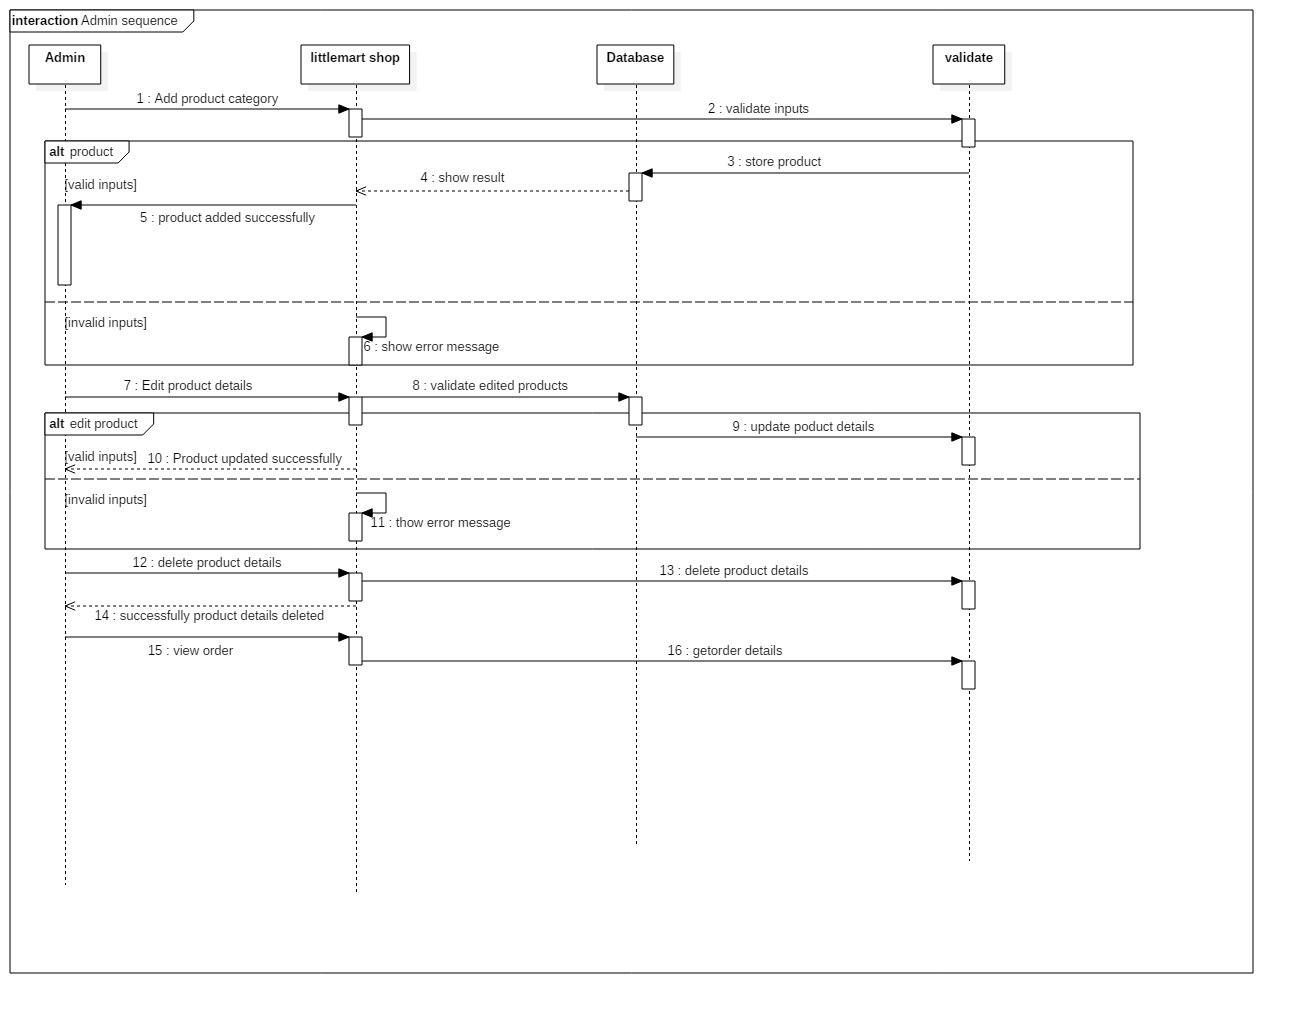 interaction Admin sequence
Admin
littlemart shop
Database
validate
1 : Add product category
2 : validate inputs
alt product
3 : store product
4 : show result
[valid inputs]
5 : product added successfully
[invalid inputs]
6 : show error message
7 : Edit product details
8 : validate edited products
alt edit product
9 : update poduct details
[valid inputs]
10 : Product updated successfully
[invalid inputs]
11 : thow error message
12 : delete product details
13 : delete product details
14 : successfully product details deleted
15 : view order
16 : getorder details